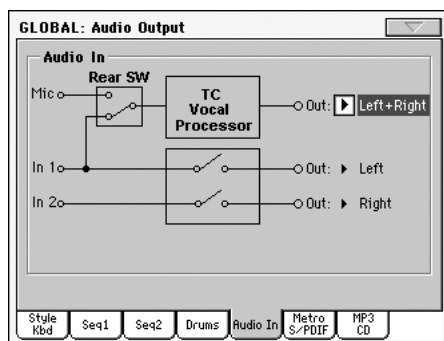 GLOBAL: Audio Output
Audio In
Rear SW
Mic
TC
Vocal
Processor
Out: Left+Right
In 1
Out: Left
In 2
Out: Right
Style Kbd
Seq1
Seq2
Drums
Audio In
Metro S/PDIF
MP3 CD